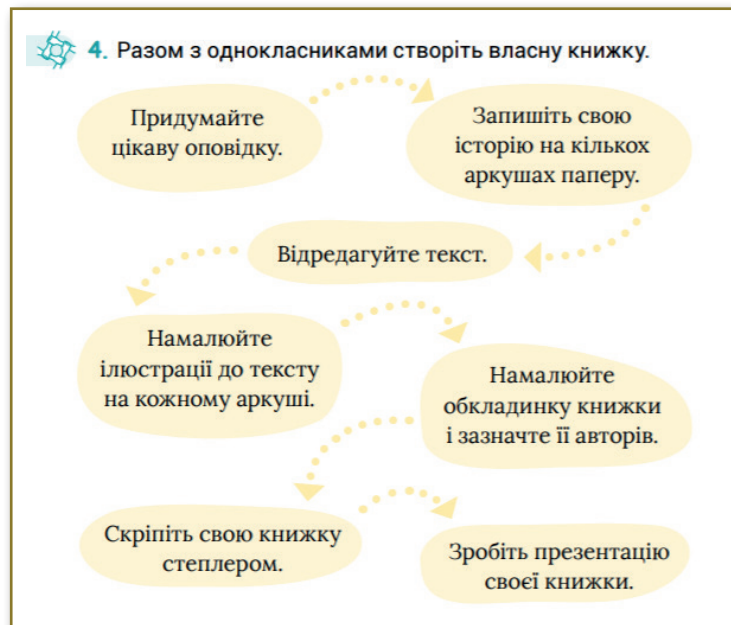 4. Разом з однокласниками створіть власну книжку.
Придумайте
цікаву оповідку.
Запишіть свою
історію на кількох
аркушах паперу.
Відредагуйте текст.
Намалюйте
ілюстрації до тексту
на кожному аркуші.
Намалюйте
обкладинку книжки
і зазначте її авторів.
Скріпіть свою книжку
степлером.
Зробіть презентацію
своєї книжки.